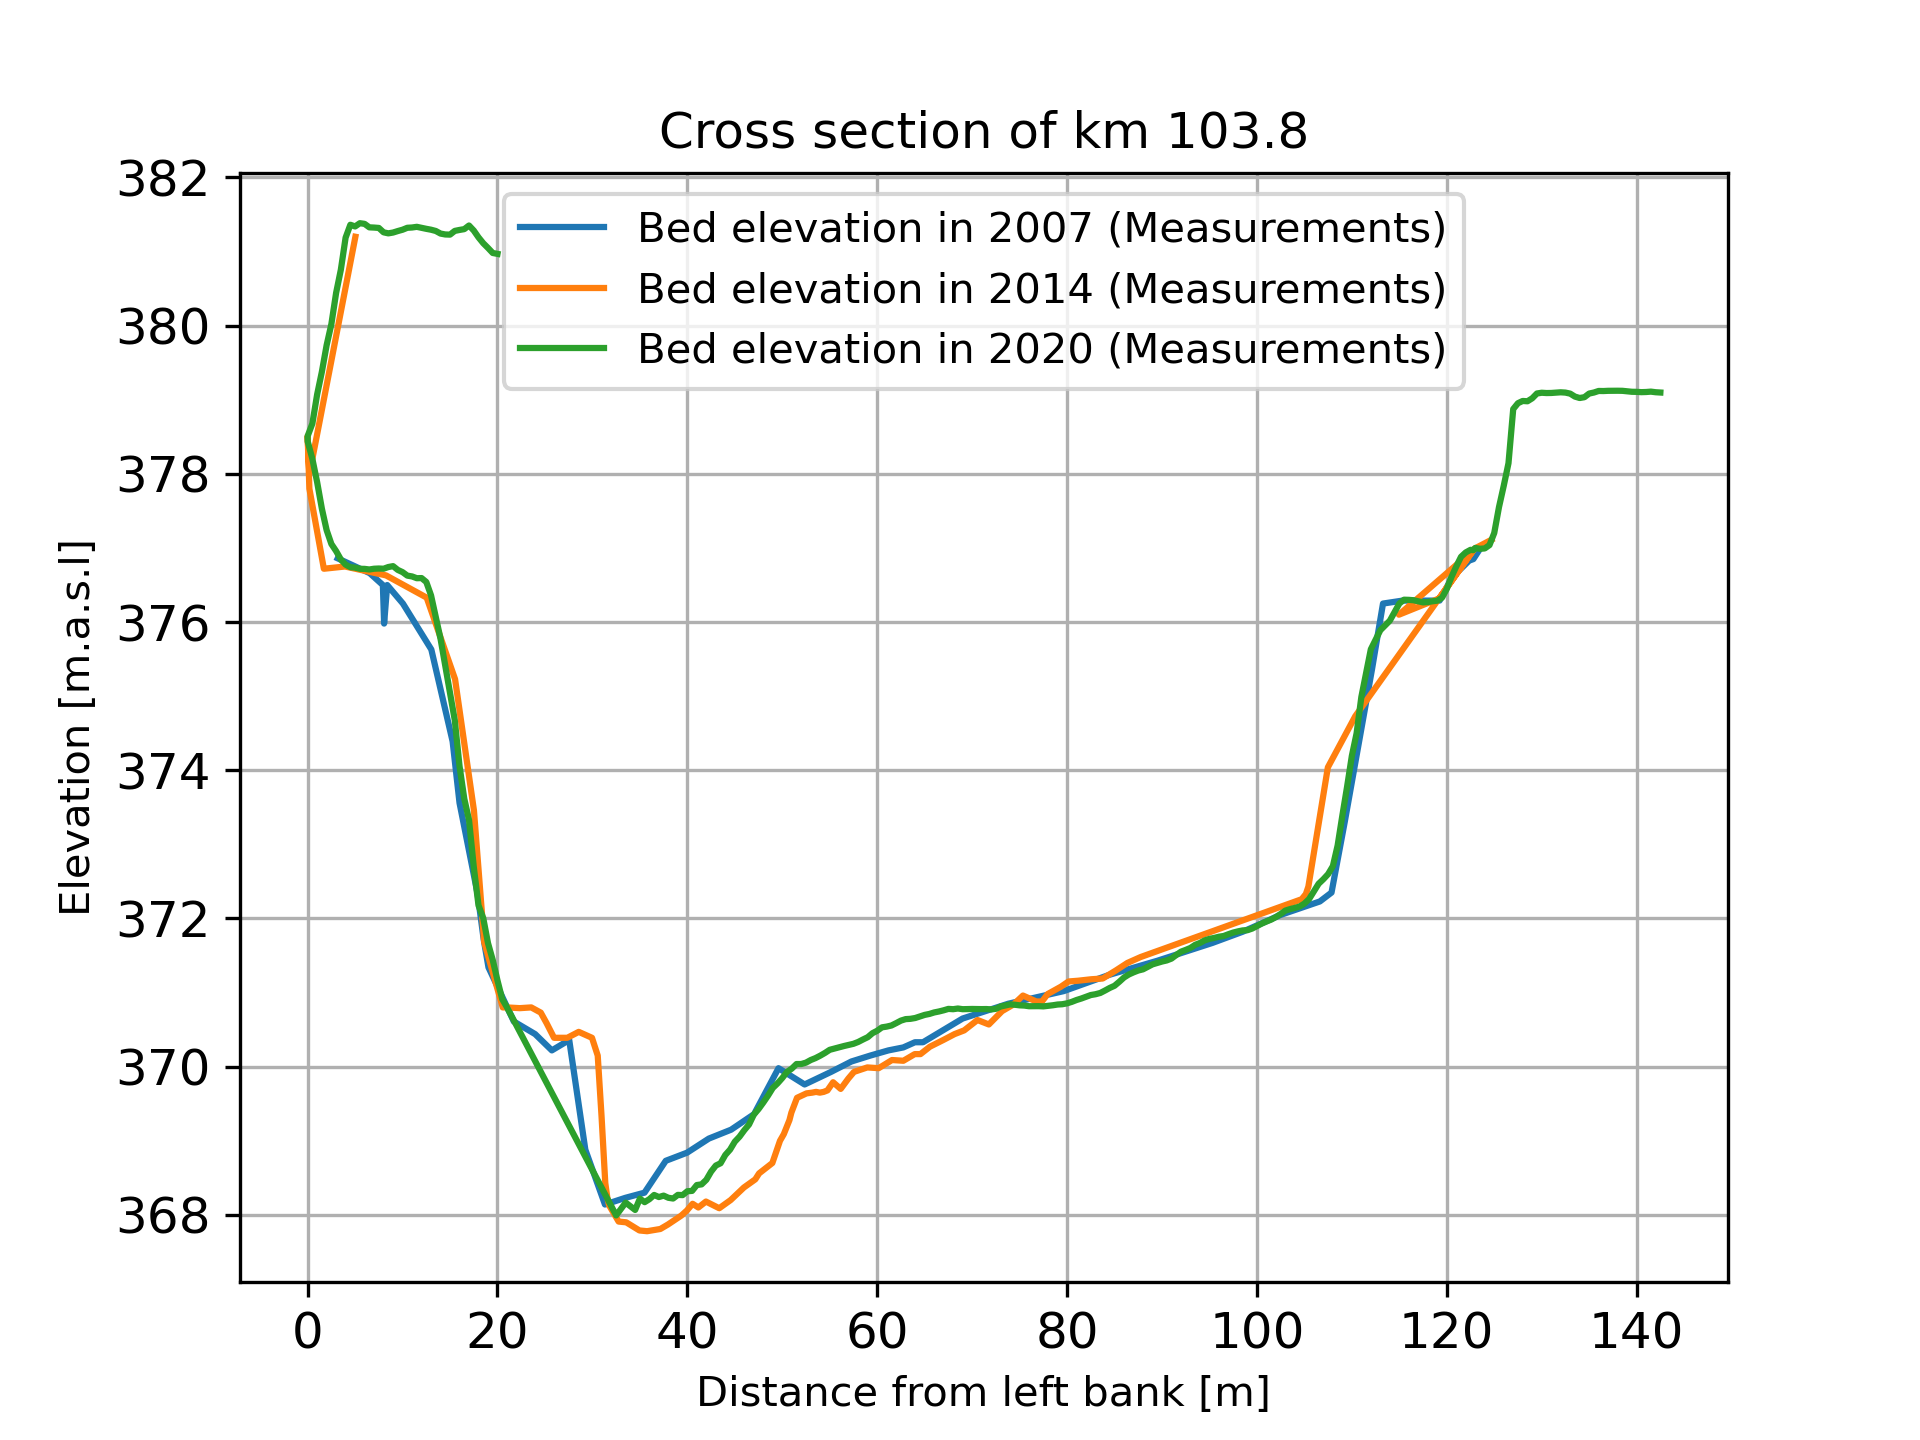 Cross section of km 103.8
382
380
378
376
374
372
370
368
Elevation [m.a.s.l]
Bed elevation in 2007 (Measurements)
Bed elevation in 2014 (Measurements)
Bed elevation in 2020 (Measurements)
0 20 40 60 80 100 120 140
Distance from left bank [m]